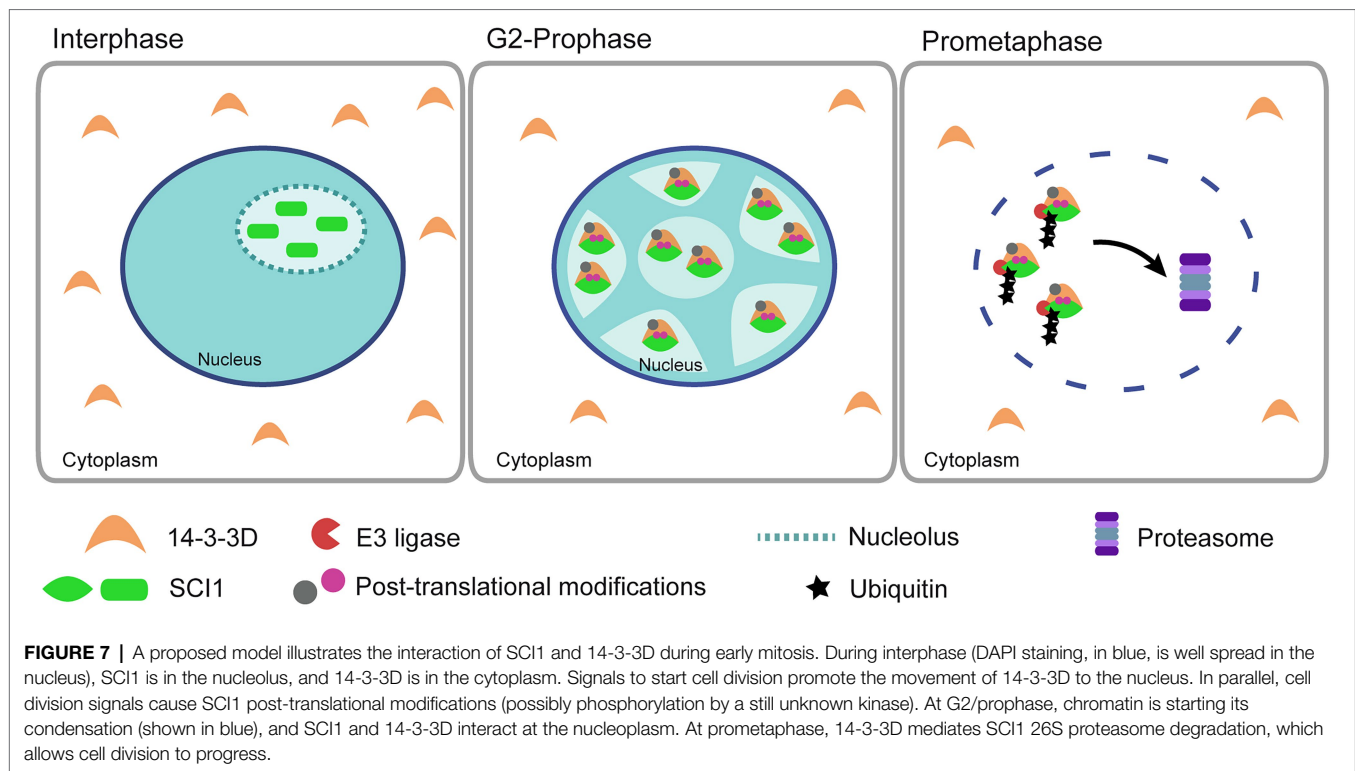 Interphase
G2-Prophase
Prometaphase
Nucleus
Cytoplasm
Nucleus
Cytoplasm
Cytoplasm
14-3-3D
E3 ligase
Nucleolus
Proteasome
SCI1
Post-translational modifications
Ubiquitin
FIGURE 7 | A proposed model illustrates the interaction of SCI1 and 14-3-3D during early mitosis. During interphase (DAPI staining, in blue, is well spread in the
nucleus), SCI1 is in the nucleolus, and 14-3-3D is in the cytoplasm. Signals to start cell division promote the movement of 14-3-3D to the nucleus. In parallel, cell
division signals cause SCI1 post-translational modifications (possibly phosphorylation by a still unknown kinase). At G2/prophase, chromatin is starting its
condensation (shown in blue), and SCI1 and 14-3-3D interact at the nucleoplasm. At prometaphase, 14-3-3D mediates SCI1 26S proteasome degradation, which
allows cell division to progress.